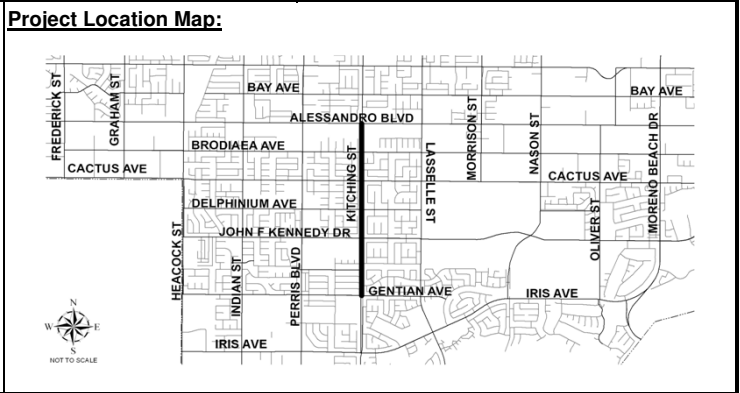 Project Location Map:
FREDERICK ST
GRAHAM ST
BAY AVE
BAY AVE
ALESSANDRO BLVD
BRODIAEA AVE
CACTUS AVE
KITCHING ST
LASSELLE ST
MORRISON ST
NASON ST
MORENO BEACH DR
CACTUS AVE
DELPHINIUM AVE
JOHN F KENNEDY DR
OLIVER ST
HEACOCK ST
INDIAN ST
PERRIS BLVD
GENTIAN AVE
IRIS AVE
IRIS AVE
N
W E
S
NOT TO SCALE